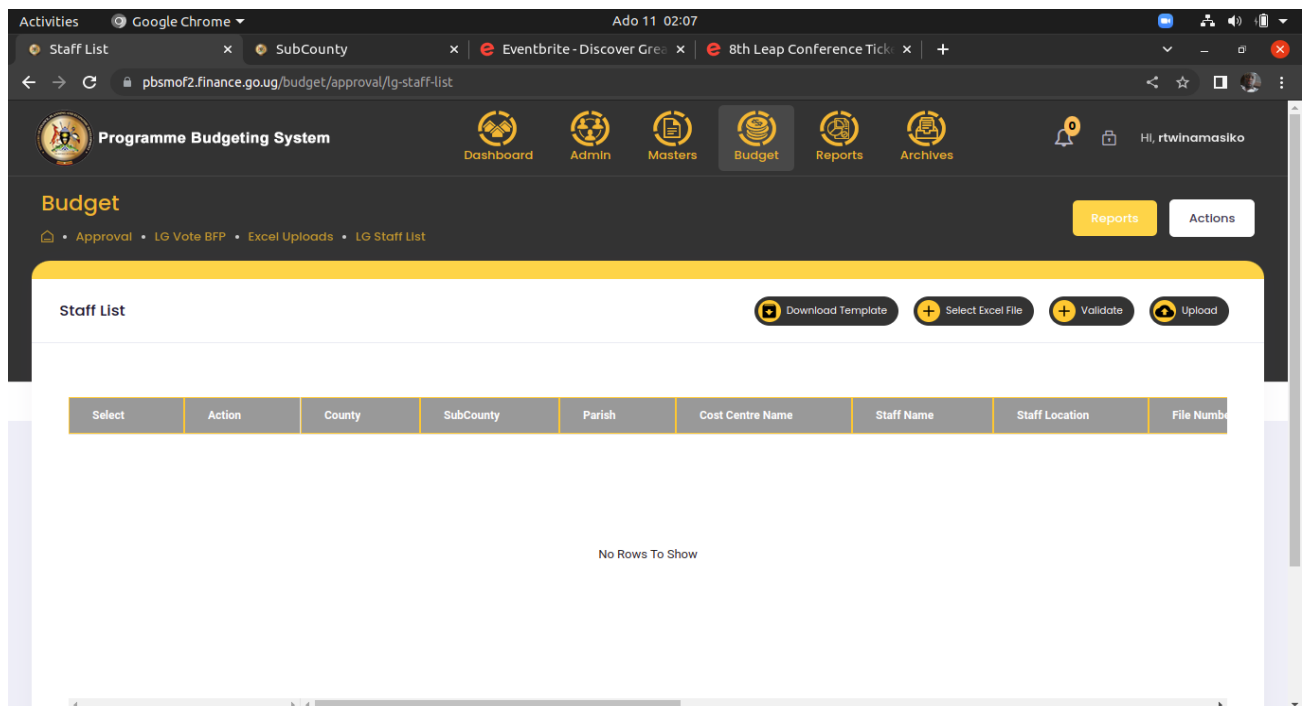 Activities Google Chrome Ado 11 02:07
Staff List SubCounty Eventbrite - Discover Grea 8th Leap Conference Ticke
pbsmof2.finance.go.ug/budget/approval/lg-staff-list
Programme Budgeting System
Dashboard Admin Masters Budget Reports Archives
0
Hi, rtwinamasiko
Budget
Approval • LG Vote BFP • Excel Uploads • LG Staff List
Reports Actions
Staff List
Download Template Select Excel File Validate Upload
Select Action County SubCounty Parish Cost Centre Name Staff Name Staff Location File Numbe
No Rows To Show